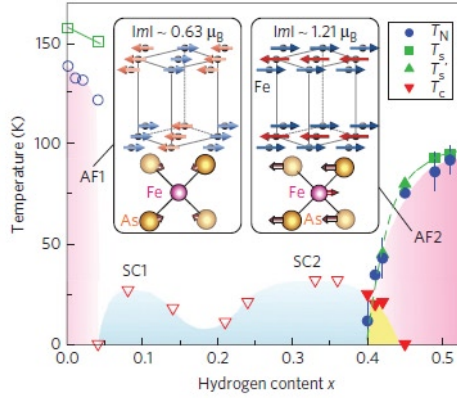 |m| ~ 0.63 μB
|m| ~ 1.21 μB
TN
Ts
Ts'
Tc
Fe
AF1
AF2
Fe
As
Fe
As
SC1
SC2
150
100
50
0
Temperature (K)
0.0 0.1 0.2 0.3 0.4 0.5
Hydrogen content x